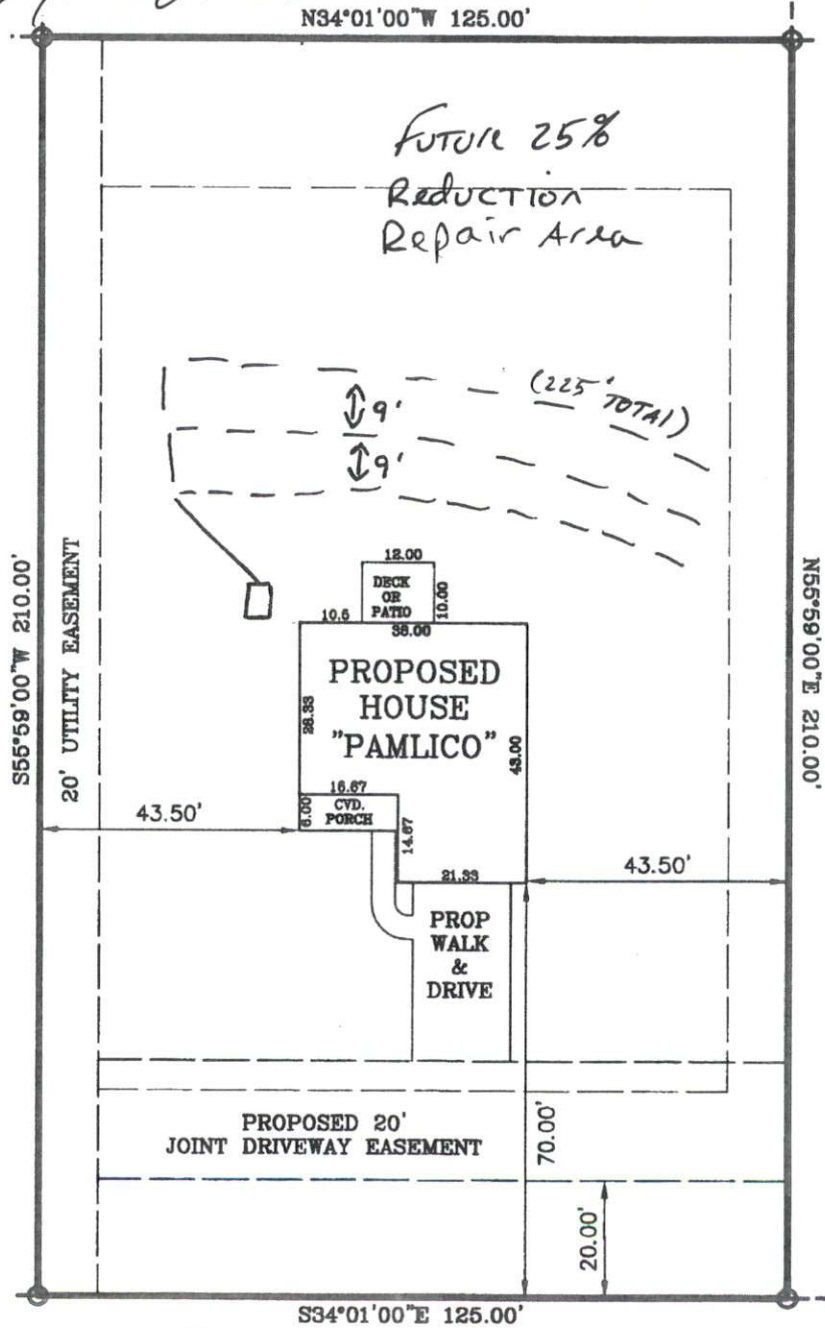 N34°01'00"W 125.00'
FUTURE 25%
Reduction
Repair Area
(225' TOTAL)
9'
9'
12.00
DECK
OR
PATIO
10.00
10.5
38.00
PROPOSED
HOUSE
"PAMLICO"
28.33
43.00
16.67
6.00
CVD.
PORCH
14.67
21.33
43.50'
43.50'
S55°59'00"W 210.00'
20' UTILITY EASEMENT
N55°59'00"E 210.00'
PROP
WALK
&
DRIVE
PROPOSED 20'
JOINT DRIVEWAY EASEMENT
70.00'
20.00'
S34°01'00"E 125.00'